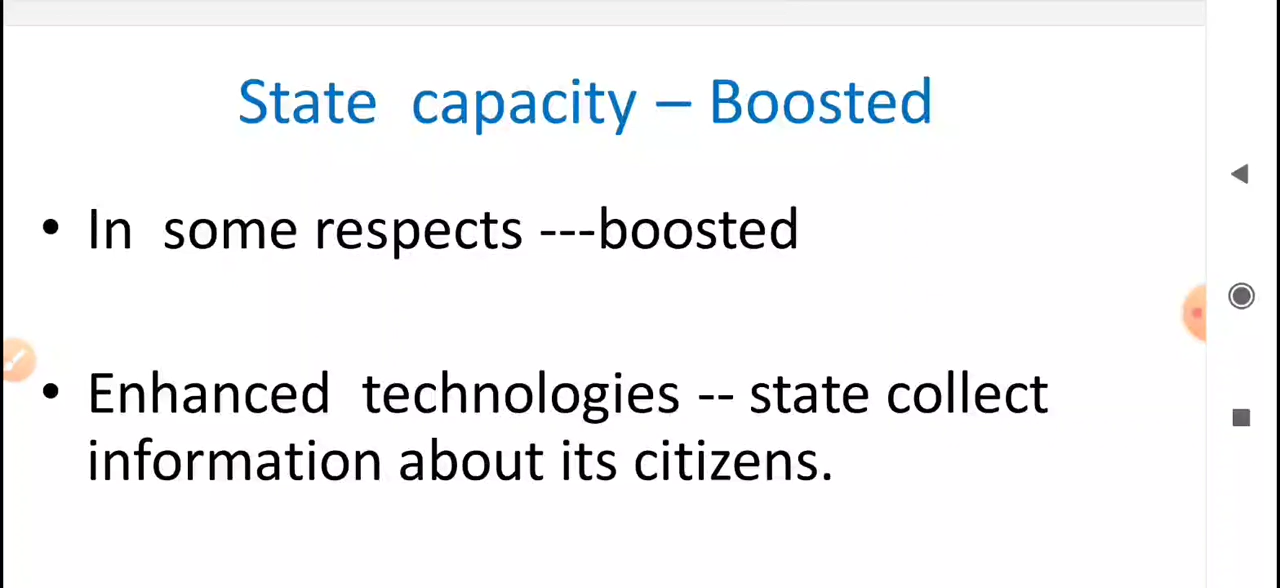 State capacity – Boosted
• In some respects ---boosted
• Enhanced technologies -- state collect
information about its citizens.